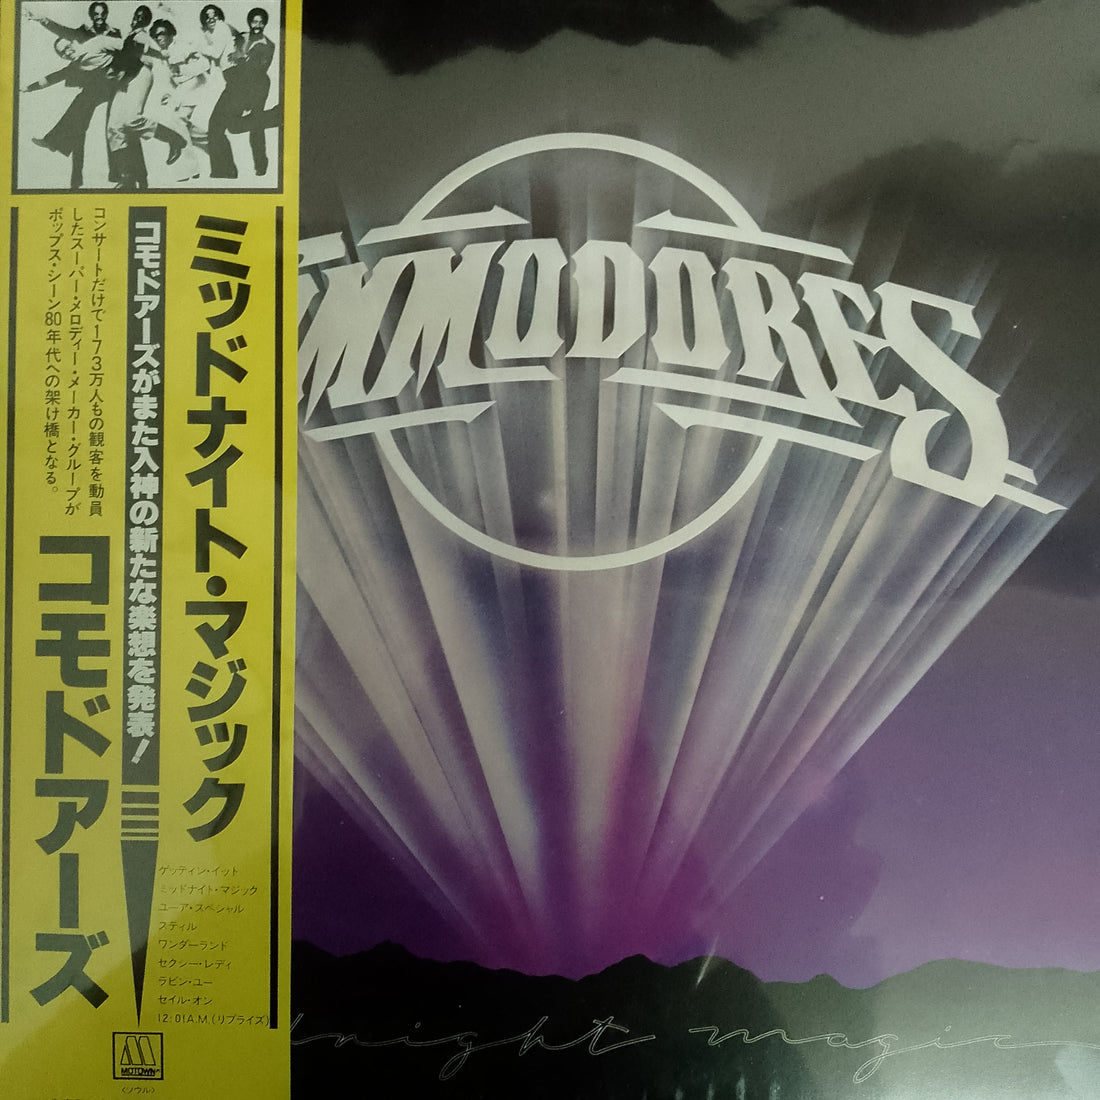 ミッドナイト・マジック
コモドアーズがまた入神の新たな楽想を発表！
コンサートだけで173万人もの観客を動員
したスーパー・メロディー・メーカー・グループが
ポップス・シーン80年代への架け橋となる。
コモドアーズ
ゲッティン・イット
ミッドナイト・マジック
ユーア・スペシャル
スティル
ワンダーランド
セクシー・レディ
ラビン・ユー
セイル・オン
12:01A.M.(リプライズ)
MOTOWN
〈ソウル〉
MMODORES
night magic